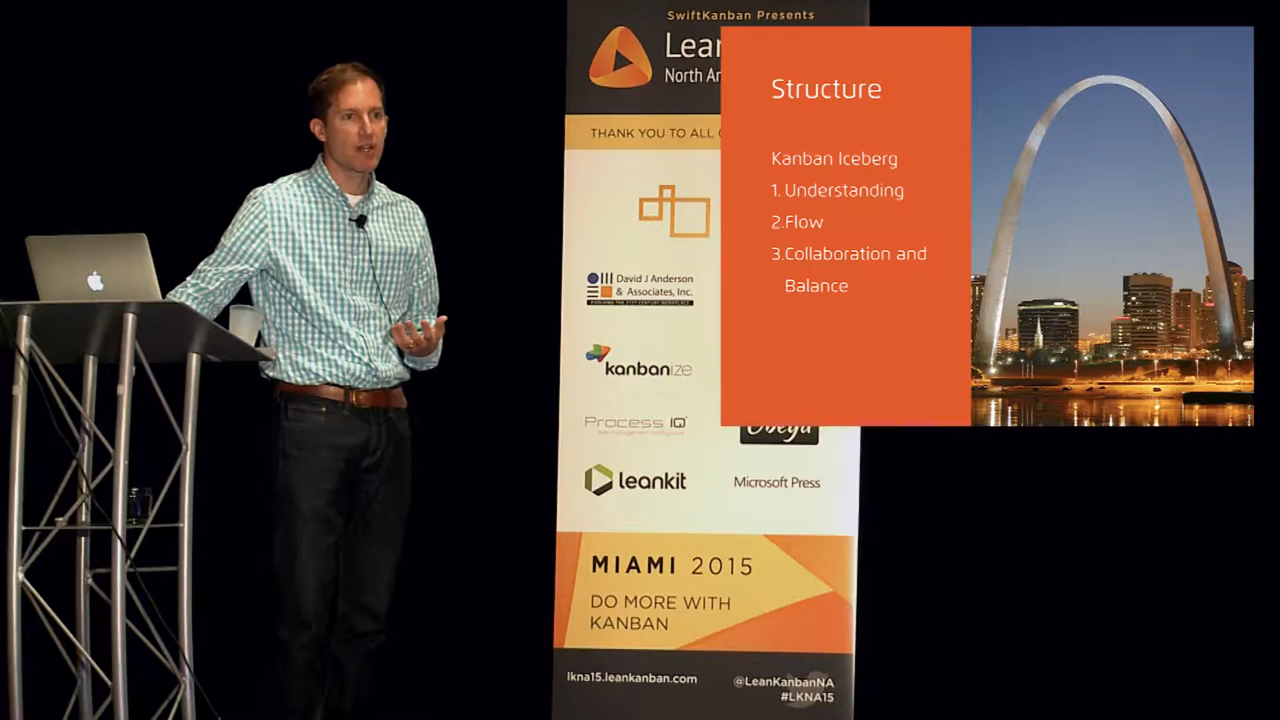 SwiftKanban Presents
Lean
North Am
THANK YOU TO ALL
David J Anderson
& Associates, Inc.
kanbanize
Process IQ
leankit
Microsoft Press
MIAMI 2015
DO MORE WITH
KANBAN
lkna15.leankanban.com
@LeanKanbanNA
#LKNA15
Structure
Kanban Iceberg
1. Understanding
2.Flow
3.Collaboration and
Balance